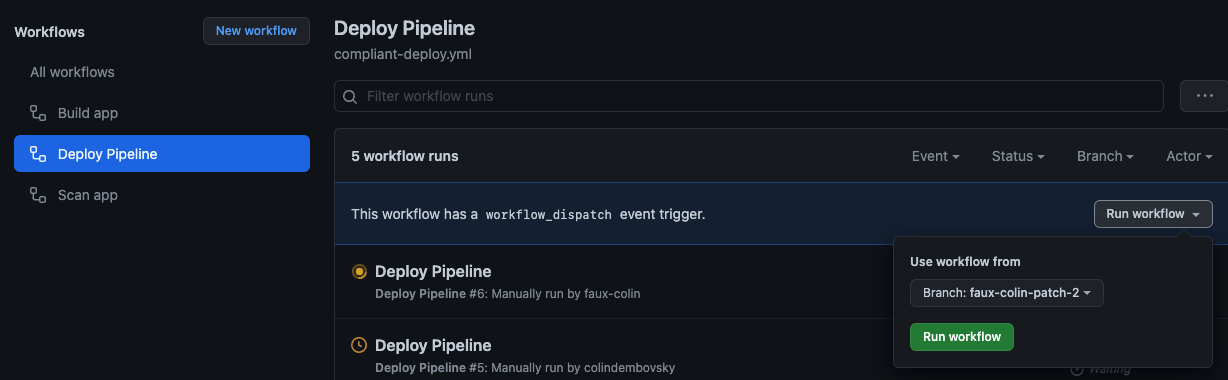 Workflows
New workflow
All workflows
Build app
Deploy Pipeline
Scan app
Deploy Pipeline
compliant-deploy.yml
Filter workflow runs
5 workflow runs
Event
Status
Branch
Actor
This workflow has a workflow_dispatch event trigger.
Run workflow
Use workflow from
Branch: faux-colin-patch-2
Run workflow
Deploy Pipeline
Deploy Pipeline #6: Manually run by faux-colin
Deploy Pipeline
Deploy Pipeline #5: Manually run by colindembovsky
Waiting